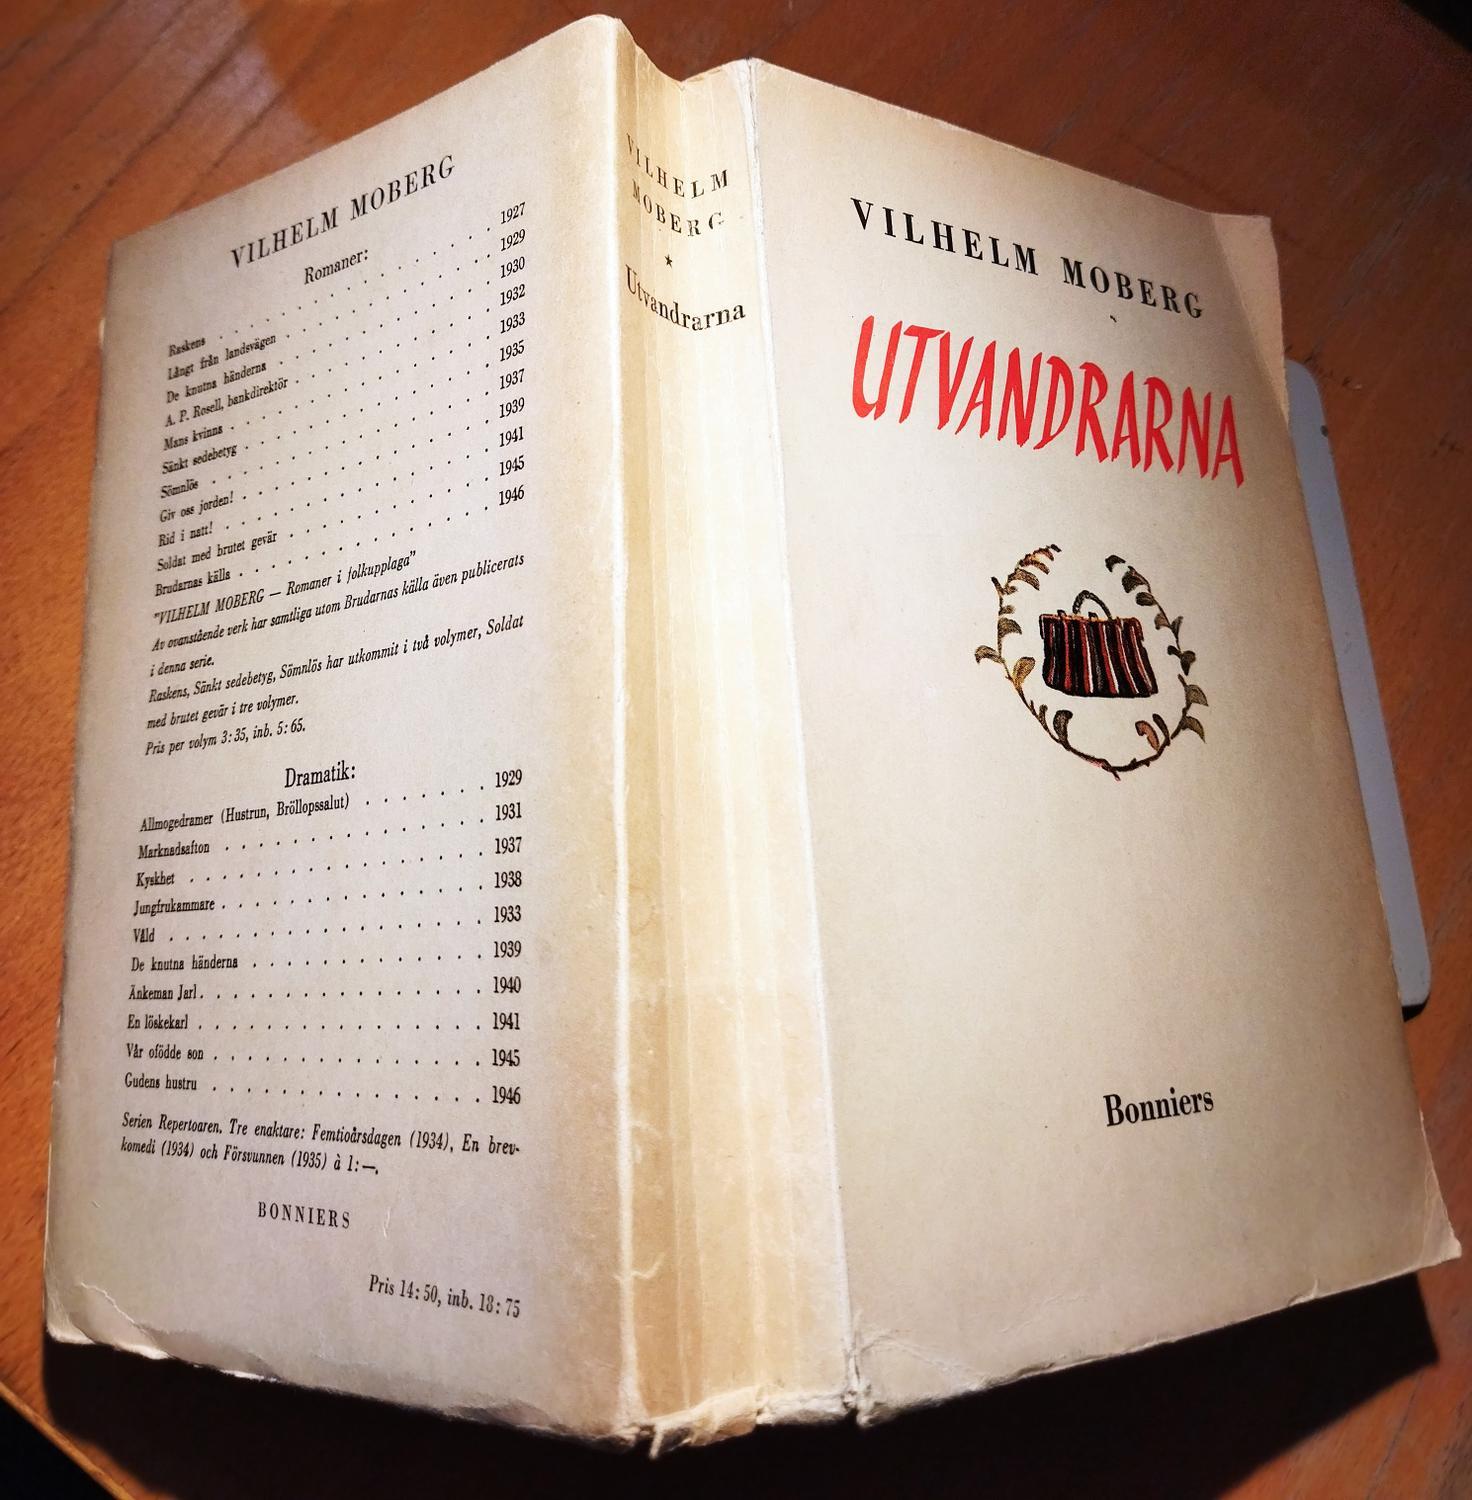 VILHELM MOBERG
Romaner:
Raskens . . . . . . . . . . . . 1927
Långt från landsvägen . . . . . . . . . . 1929
De knutna händerna . . . . . . . . . . 1930
A. P. Rosell, bankdirektör . . . . . . . . . 1932
Mans kvinna . . . . . . . . . . . 1933
Sänkt sedebetyg . . . . . . . . . . . 1935
Sömnlös . . . . . . . . . . . . 1937
Giv oss jorden! . . . . . . . . . . . 1939
Rid i natt! . . . . . . . . . . . . 1941
Soldat med brutet gevär . . . . . . . . . 1945
Brudarnas källa . . . . . . . . . . . 1946
"VILHELM MOBERG — Romaner i folkupplaga"
Av ovanstående verk har samtliga utom Brudarnas källa även publicerats
i denna serie.
Raskens, Sänkt sedebetyg, Sömnlös har utkommit i två volymer, Soldat
med brutet gevär i tre volymer.
Pris per volym 3:35, inb. 5:65.
Dramatik:
Allmogedramer (Hustrun, Bröllopssalut) . . . . . . 1929
Marknadsafton . . . . . . . . . . . 1931
Kyskhet . . . . . . . . . . . . . 1937
Jungfrukammare . . . . . . . . . . . 1938
Våld . . . . . . . . . . . . . . 1933
De knutna händerna . . . . . . . . . . 1939
Änkeman Jarl . . . . . . . . . . . . 1940
En löskekarl . . . . . . . . . . . . 1941
Vår ofödde son . . . . . . . . . . . . 1945
Gudens hustru . . . . . . . . . . . . 1946
Serien Repertoaren. Tre enaktare: Femtioårsdagen (1934), En brev-
komedi (1934) och Försvunnen (1935) à 1:—.
BONNIERS
Pris 14:50, inb. 18:75
VILHELM
MOBERG
★
Utvandrarna
VILHELM MOBERG
UTVANDRARNA
Bonniers